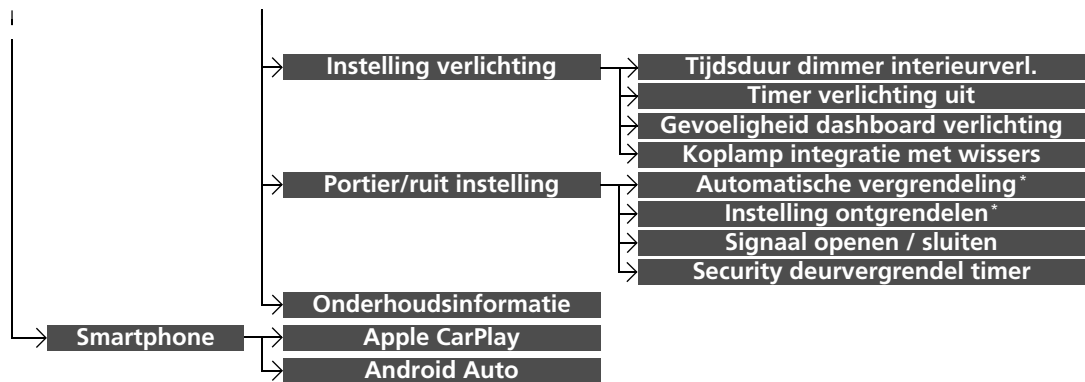 Instelling verlichting
Tijdsduur dimmer interieurverl.
Timer verlichting uit
Gevoeligheid dashboard verlichting
Koplamp integratie met wissers
Portier/ruit instelling
Automatische vergrendeling*
Instelling ontgrendelen*
Signaal openen / sluiten
Security deurvergrendel timer
Onderhoudsinformatie
Smartphone
Apple CarPlay
Android Auto